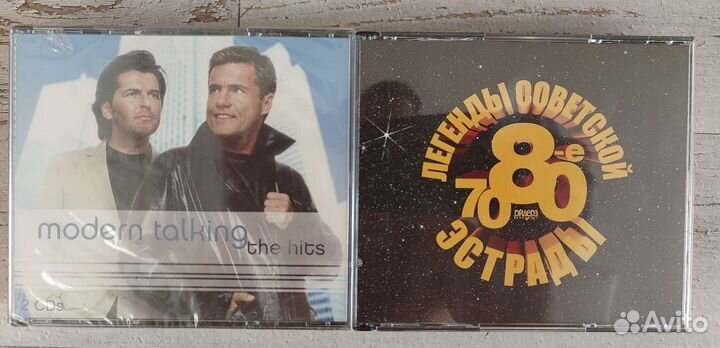 modern talking
the hits
2 CDs
ЛЕГЕНДЫ СОВЕТСКОЙ
70
80-е
ЭСТРАДЫ
Avito